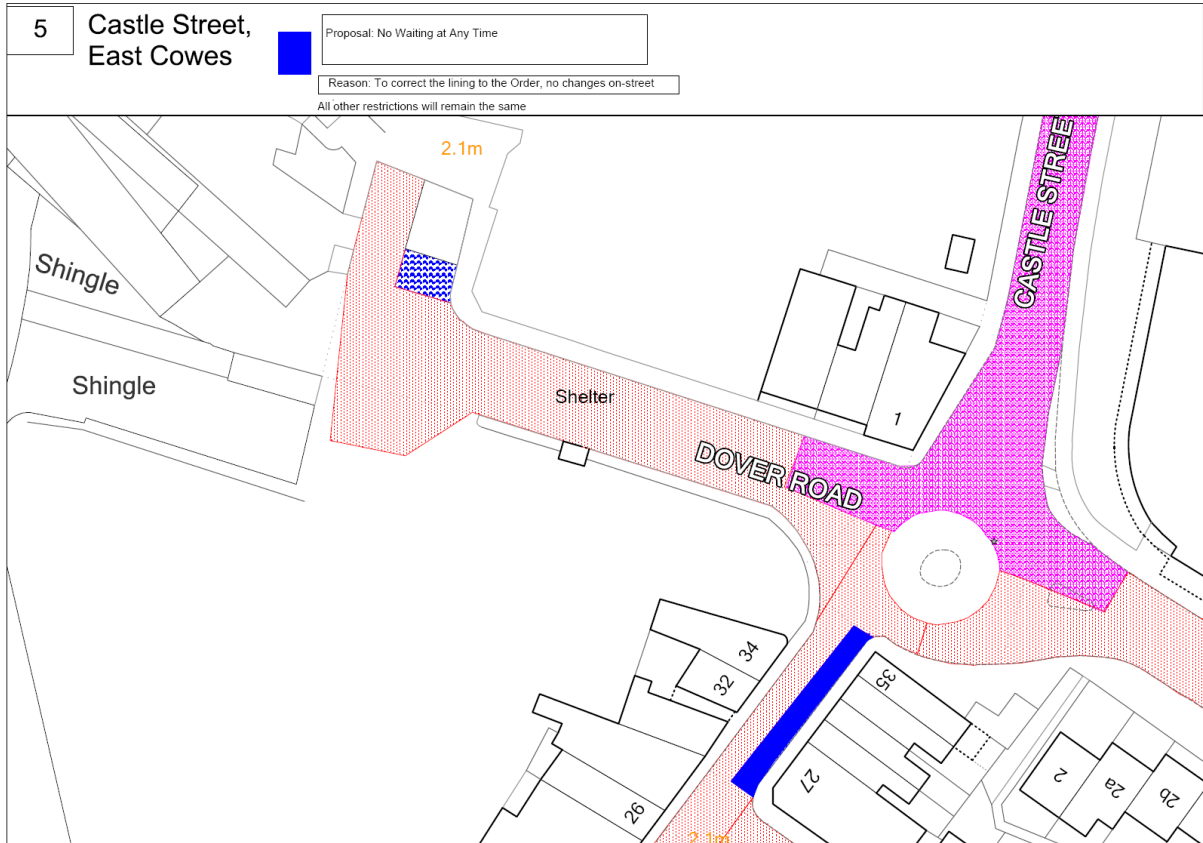 5
Castle Street,
East Cowes
Proposal: No Waiting at Any Time
Reason: To correct the lining to the Order, no changes on-street
All other restrictions will remain the same
2.1m
CASTLE STREE
Shingle
Shingle
Shelter
1
DOVER ROAD
34
32
35
27
26
2
2a
2b
2.1m